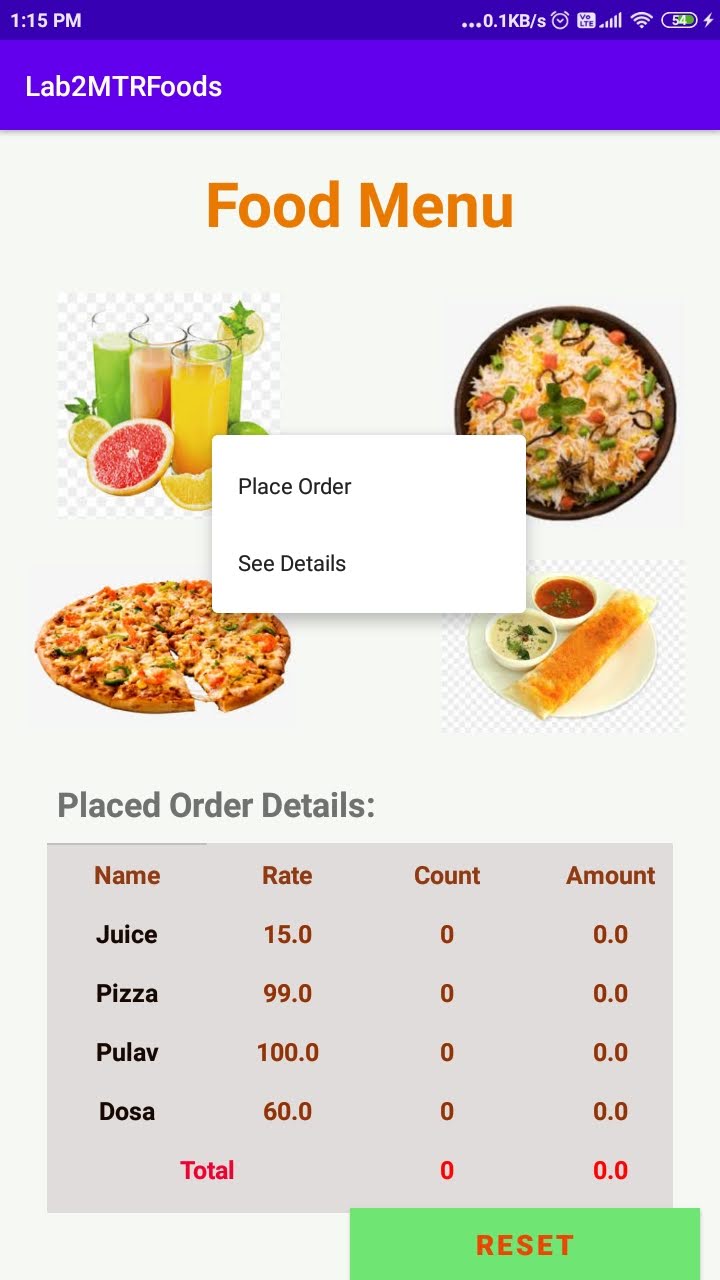 1:15 PM ...0.1KB/s Vo LTE 54
Lab2MTRFoods
Food Menu
Place Order
See Details
Placed Order Details:
Name Rate Count Amount
Juice 15.0 0 0.0
Pizza 99.0 0 0.0
Pulav 100.0 0 0.0
Dosa 60.0 0 0.0
Total 0 0.0
RESET